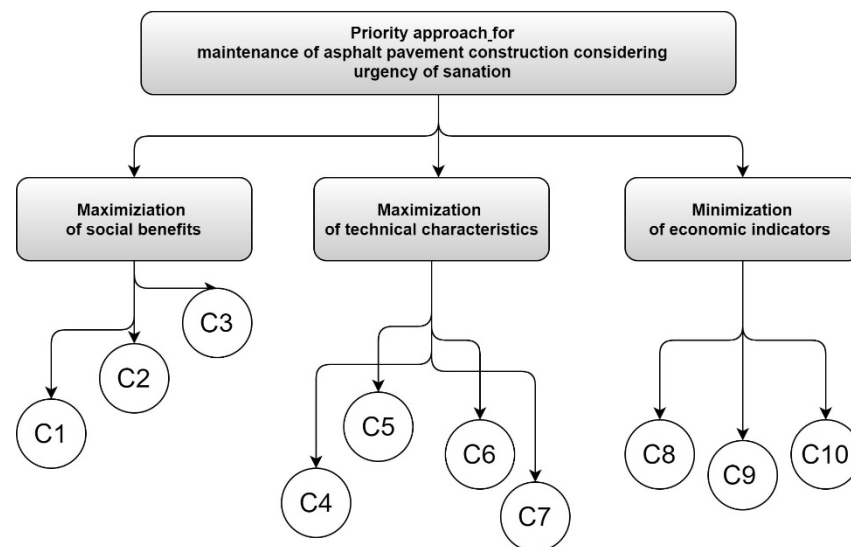 Priority approach for
maintenance of asphalt pavement construction considering
urgency of sanation
Maximiziation
of social benefits
Maximization
of technical characteristics
Minimization
of economic indicators
C3
C2
C1
C5
C6
C4
C7
C8
C9
C10